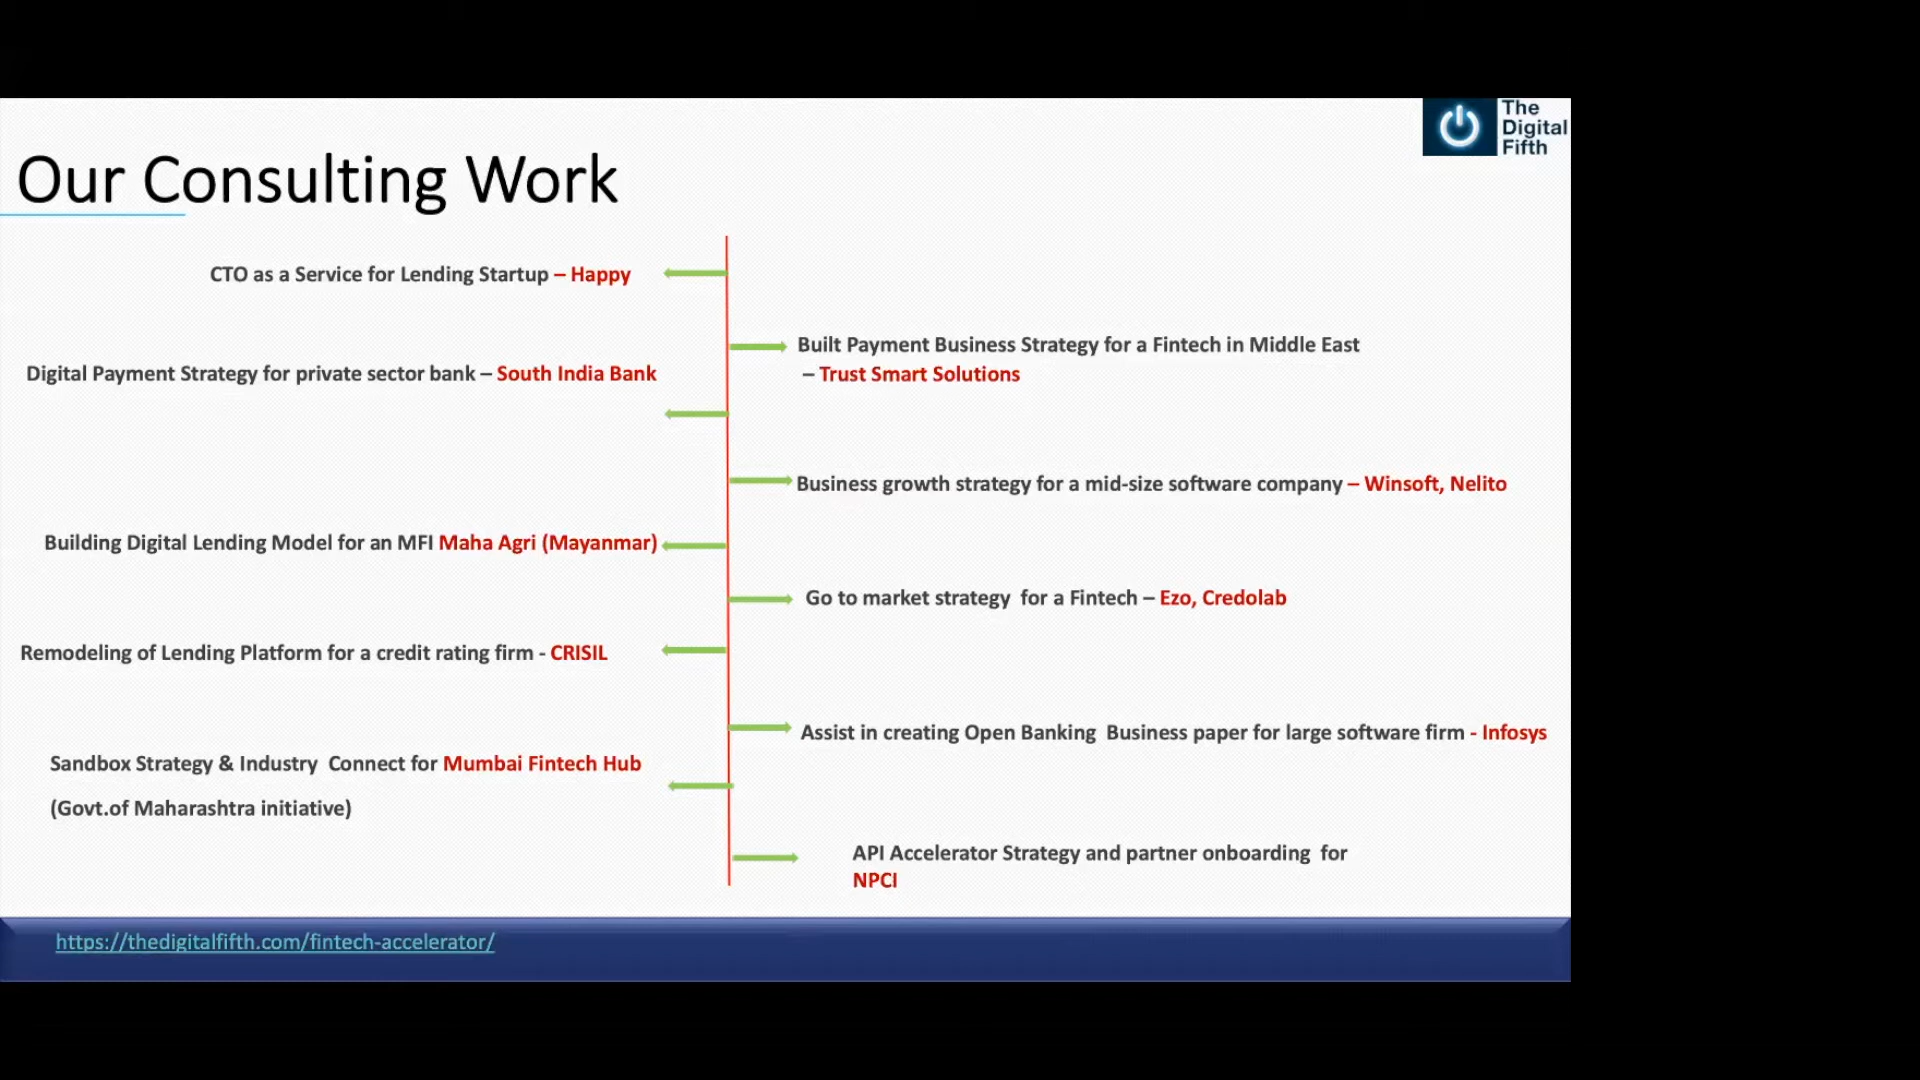 The
Digital
Fifth
Our Consulting Work
CTO as a Service for Lending Startup – Happy
Built Payment Business Strategy for a Fintech in Middle East
– Trust Smart Solutions
Digital Payment Strategy for private sector bank – South India Bank
Business growth strategy for a mid-size software company – Winsoft, Nelito
Building Digital Lending Model for an MFI Maha Agri (Mayanmar)
Go to market strategy for a Fintech – Ezo, Credolab
Remodeling of Lending Platform for a credit rating firm - CRISIL
Assist in creating Open Banking Business paper for large software firm - Infosys
Sandbox Strategy & Industry Connect for Mumbai Fintech Hub
(Govt.of Maharashtra initiative)
API Accelerator Strategy and partner onboarding for
NPCI
https://thedigitalfifth.com/fintech-accelerator/